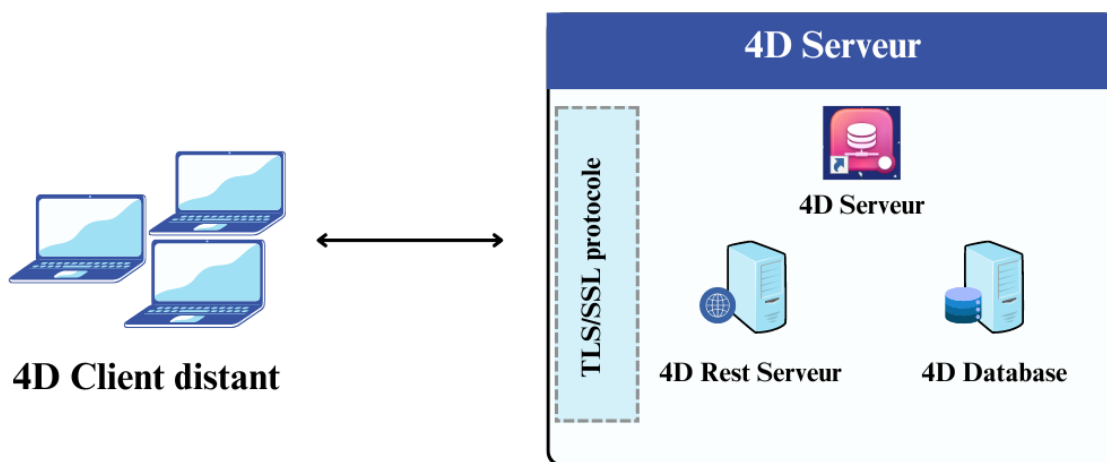 4D Serveur
TLS/SSL protocole
4D Serveur
4D Rest Serveur
4D Database
4D Client distant